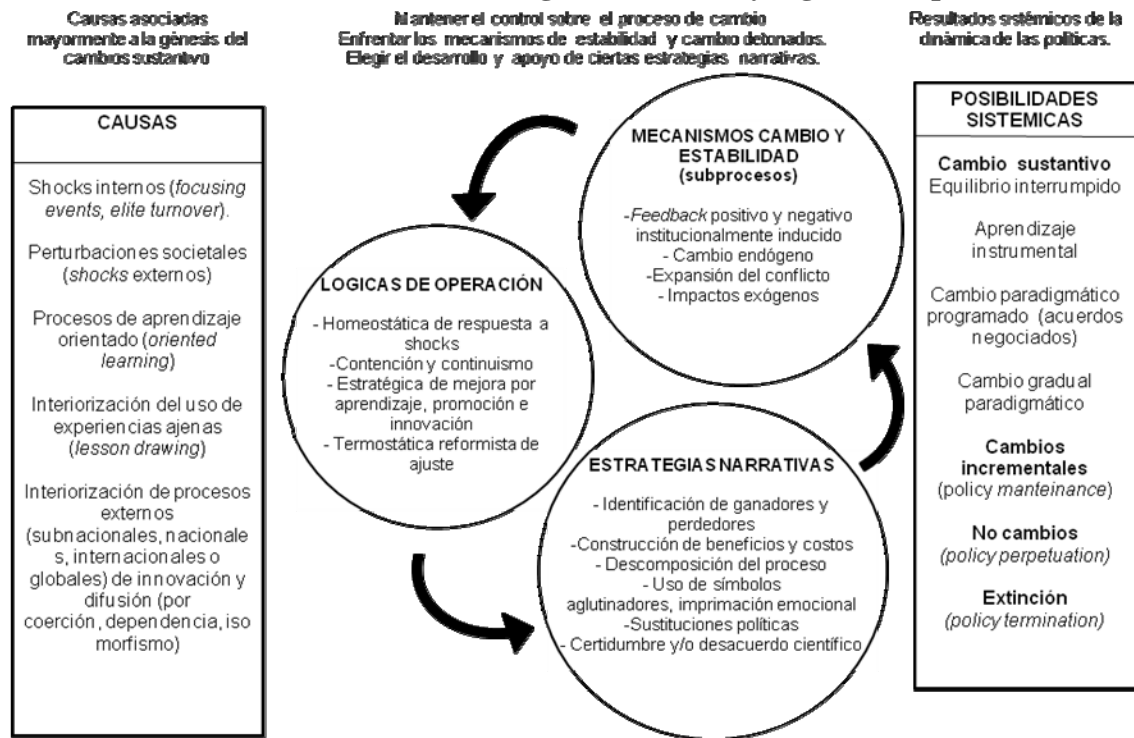 Causas asociadas
mayormente a la génesis del
cambios sustantivo
Mantener el control sobre el proceso de cambio
Enfrentar los mecanismos de estabilidad y cambio detonados.
Elegir el desarrollo y apoyo de ciertas estrategias narrativas.
Resultados sistémicos de la
dinámica de las políticas.
CAUSAS
Shocks internos (focusing
events, elite turnover).
Perturbaciones societales
(shocks externos)
Procesos de aprendizaje
orientado (oriented learning)
Interiorización del uso de
experiencias ajenas
(lesson drawing)
Interiorización de procesos
externos
(subnacionales, nacionale
s, internacionales o
globales) de innovación y
difusión (por
coerción, dependencia, iso
morfismo)
LOGICAS DE OPERACIÓN
- Homeostática de respuesta a
shocks
-Contención y continuismo
- Estratégica de mejora por
aprendizaje, promoción e
innovación
- Termostática reformista de
ajuste
MECANISMOS CAMBIO Y
ESTABILIDAD
(subprocesos)
-Feedback positivo y negativo
institucionalmente inducido
- Cambio endógeno
-Expansión del conflicto
- Impactos exógenos
ESTRATEGIAS NARRATIVAS
- Identificación de ganadores y
perdedores
-Construcción de beneficios y costos
- Descomposición del proceso
- Uso de símbolos
aglutinadores, imprimación emocional
-Sustituciones políticas
- Certidumbre y/o desacuerdo científico
POSIBILIDADES
SISTEMICAS
Cambio sustantivo
Equilibrio interrumpido
Aprendizaje
instrumental
Cambio paradigmático
programado (acuerdos
negociados)
Cambio gradual
paradigmático
Cambios
incrementales
(policy manteinance)
No cambios
(policy perpetuation)
Extinción
(policy termination)